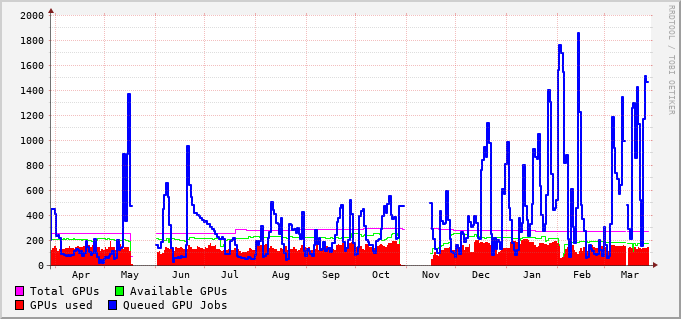 2000
1800
1600
1400
1200
1000
800
600
400
200
0
Apr May Jun Jul Aug Sep Oct Nov Dec Jan Feb Mar
Total GPUs Available GPUs
GPUs used Queued GPU Jobs
RRDTOOL / TOBI OETIKER